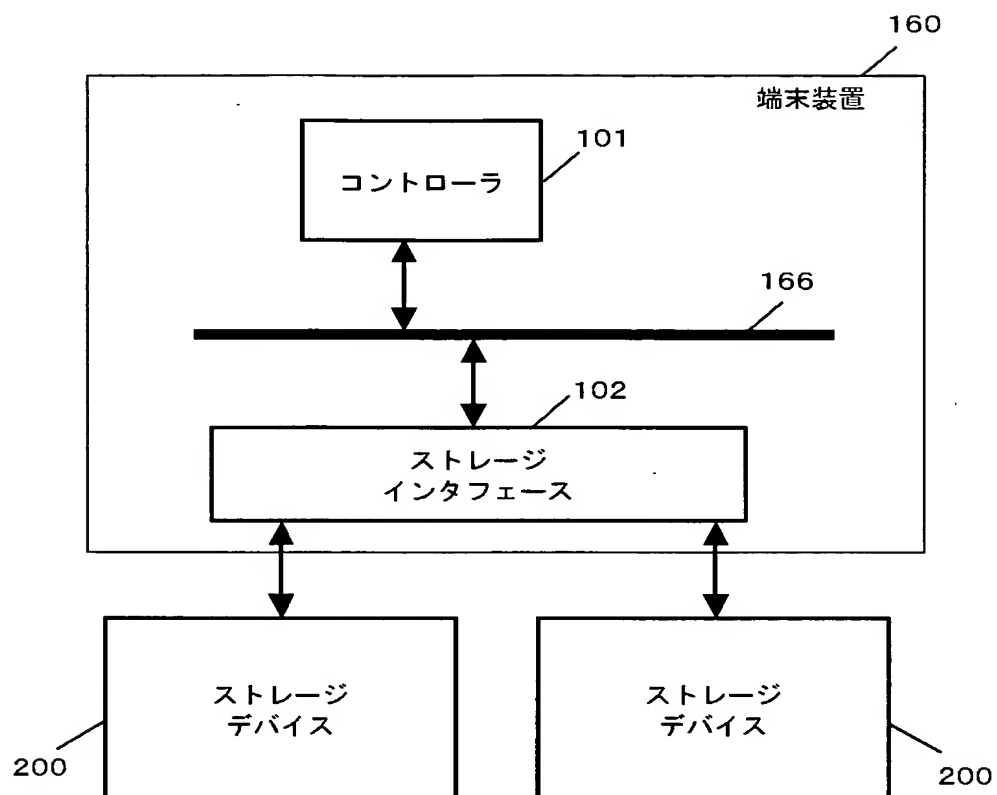 160
端末装置
101
コントローラ
166
102
ストレージ
インタフェース
ストレージ
デバイス
ストレージ
デバイス
200
200